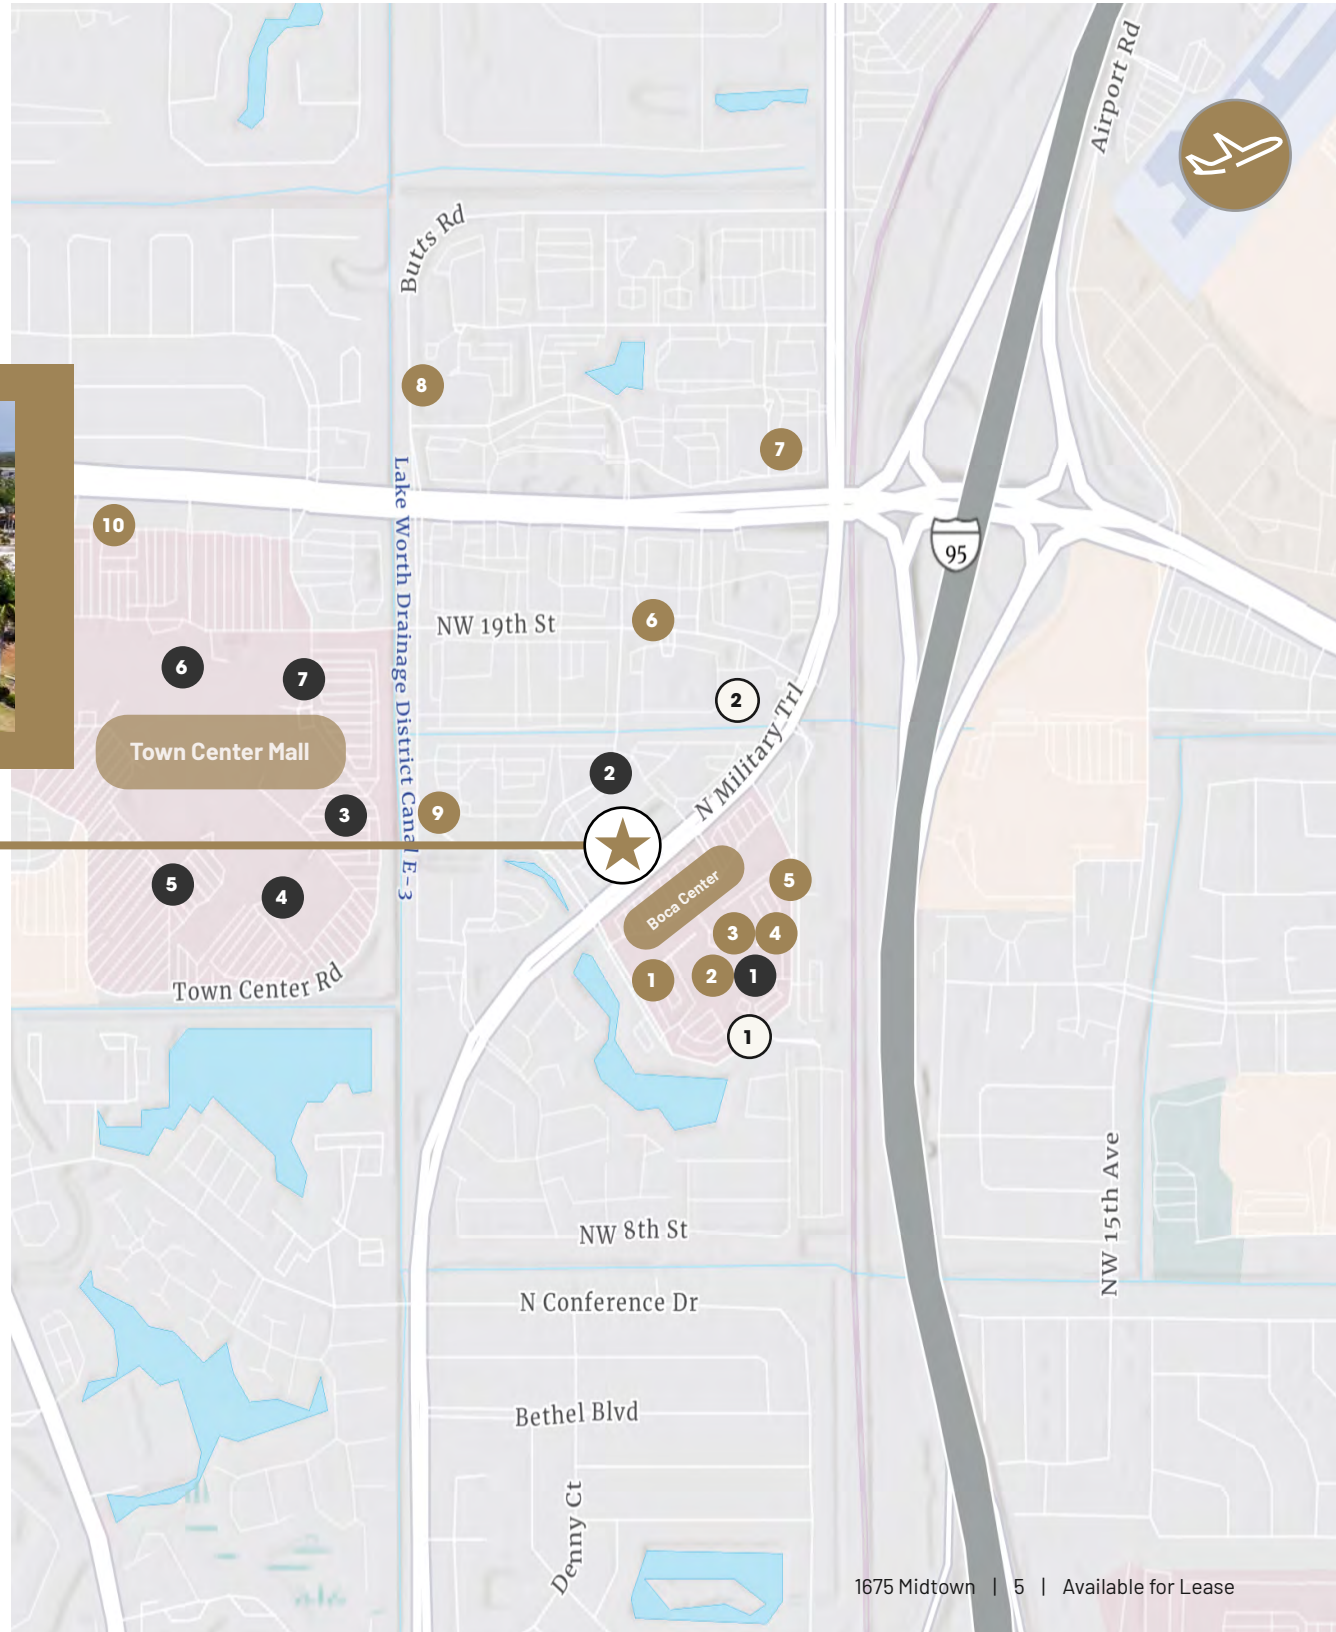 Airport Rd
Butts Rd
8
7
10
Lake Worth Drainage District Canal E-3
95
NW 19th St
6
6
7
2
N Military Trl
Town Center Mall
2
3
9
5
4
Boca Center
5
3
4
1
2
1
1
Town Center Rd
NW 15th Ave
NW 8th St
N Conference Dr
Bethel Blvd
Denny Ct
1675 Midtown | 5 | Available for Lease